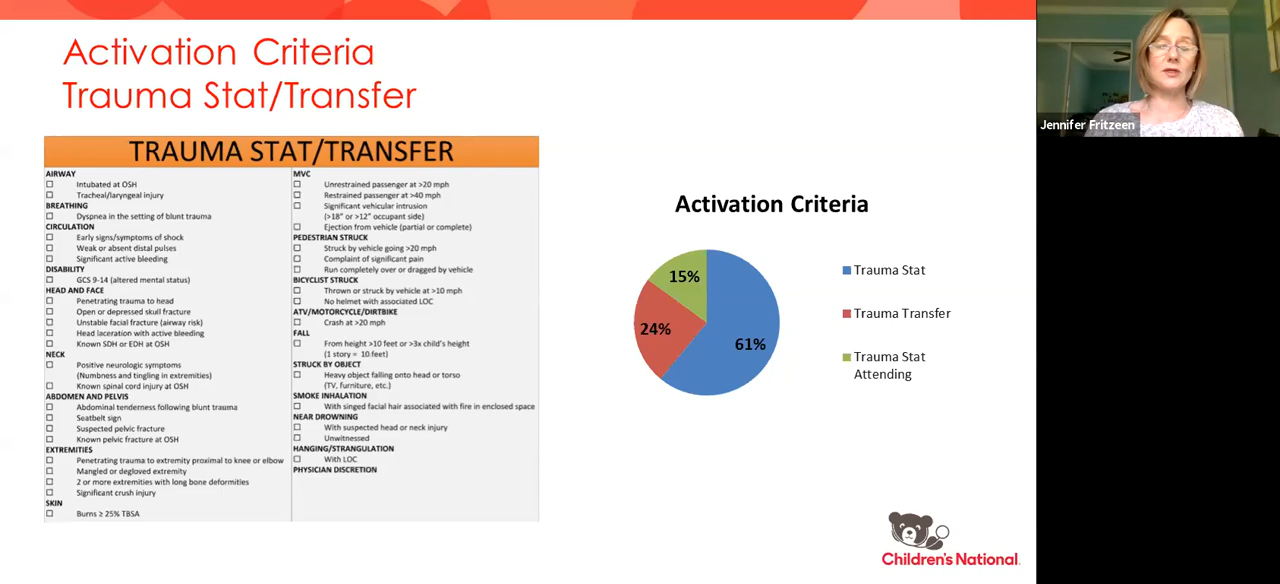 Activation Criteria
Trauma Stat/Transfer
TRAUMA STAT/TRANSFER
AIRWAY
Intubated at OSH
Tracheal/laryngeal injury
BREATHING
Dyspnea in the setting of blunt trauma
CIRCULATION
Early signs/symptoms of shock
Weak or absent distal pulses
Significant active bleeding
DISABILITY
GCS 9-14 (altered mental status)
HEAD AND FACE
Penetrating trauma to head
Open or depressed skull fracture
Unstable facial fracture (airway risk)
Head laceration with active bleeding
Known SDH or EDH at OSH
NECK
Positive neurologic symptoms
(Numbness and tingling in extremities)
Known spinal cord injury at OSH
ABDOMEN AND PELVIS
Abdominal tenderness following blunt trauma
Seatbelt sign
Suspected pelvic fracture
Known pelvic fracture at OSH
EXTREMITIES
Penetrating trauma to extremity proximal to knee or elbow
Mangled or degloved extremity
2 or more extremities with long bone deformities
Significant crush injury
SKIN
Burns ≥ 25% TBSA
MVC
Unrestrained passenger at >20 mph
Restrained passenger at >40 mph
Significant vehicular intrusion
(>18" or >12" occupant side)
Ejection from vehicle (partial or complete)
PEDESTRIAN STRUCK
Struck by vehicle going >20 mph
Complaint of significant pain
Run completely over or dragged by vehicle
BICYCLIST STRUCK
Thrown or struck by vehicle at >10 mph
No helmet with associated LOC
ATV/MOTORCYCLE/DIRTBIKE
Crash at >20 mph
FALL
From height >10 feet or >3x child's height
(1 story = 10 feet)
STRUCK BY OBJECT
Heavy object falling onto head or torso
(TV, furniture, etc.)
SMOKE INHALATION
With singed facial hair associated with fire in enclosed space
NEAR DROWNING
With suspected head or neck injury
Unwitnessed
HANGING/STRANGULATION
With LOC
PHYSICIAN DISCRETION
Activation Criteria
15%
24%
61%
Trauma Stat
Trauma Transfer
Trauma Stat
Attending
Children's National
Jennifer Fritzeen